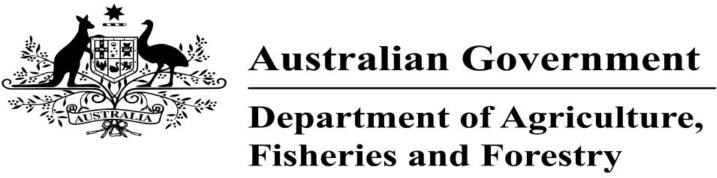 AUSTRALIA
Australian Government
Department of Agriculture,
Fisheries and Forestry